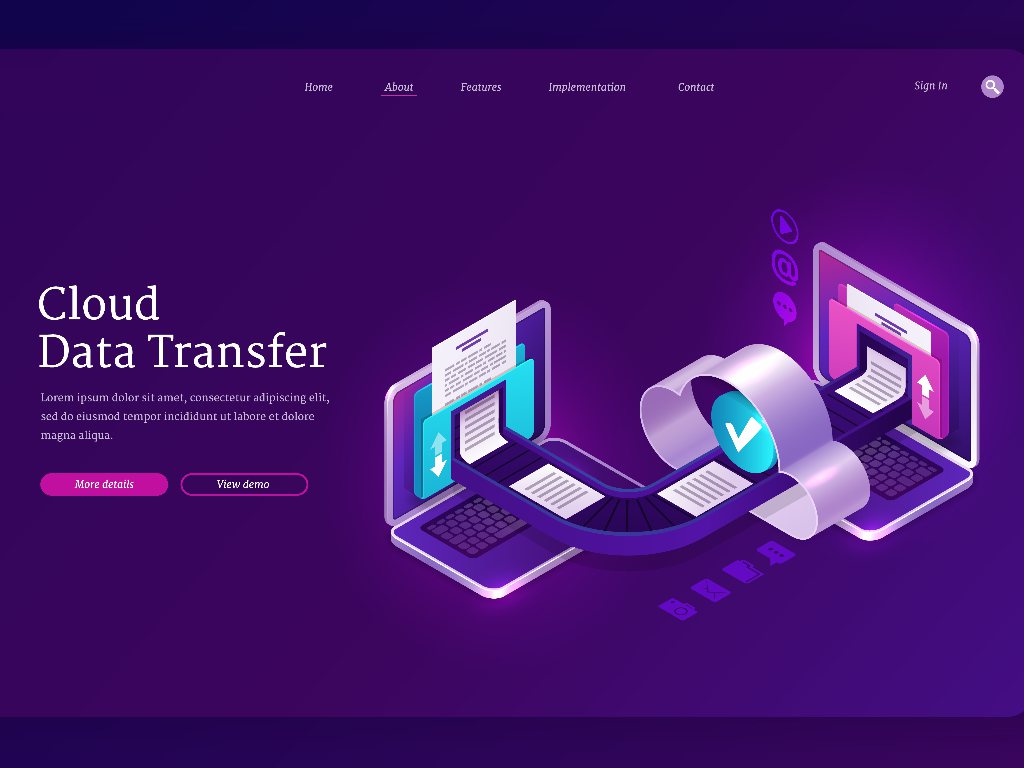 Home About Features Implementation Contact Sign In
Cloud
Data Transfer
Lorem ipsum dolor sit amet, consectetur adipiscing elit,
sed do eiusmod tempor incididunt ut labore et dolore
magna aliqua.
More details View demo